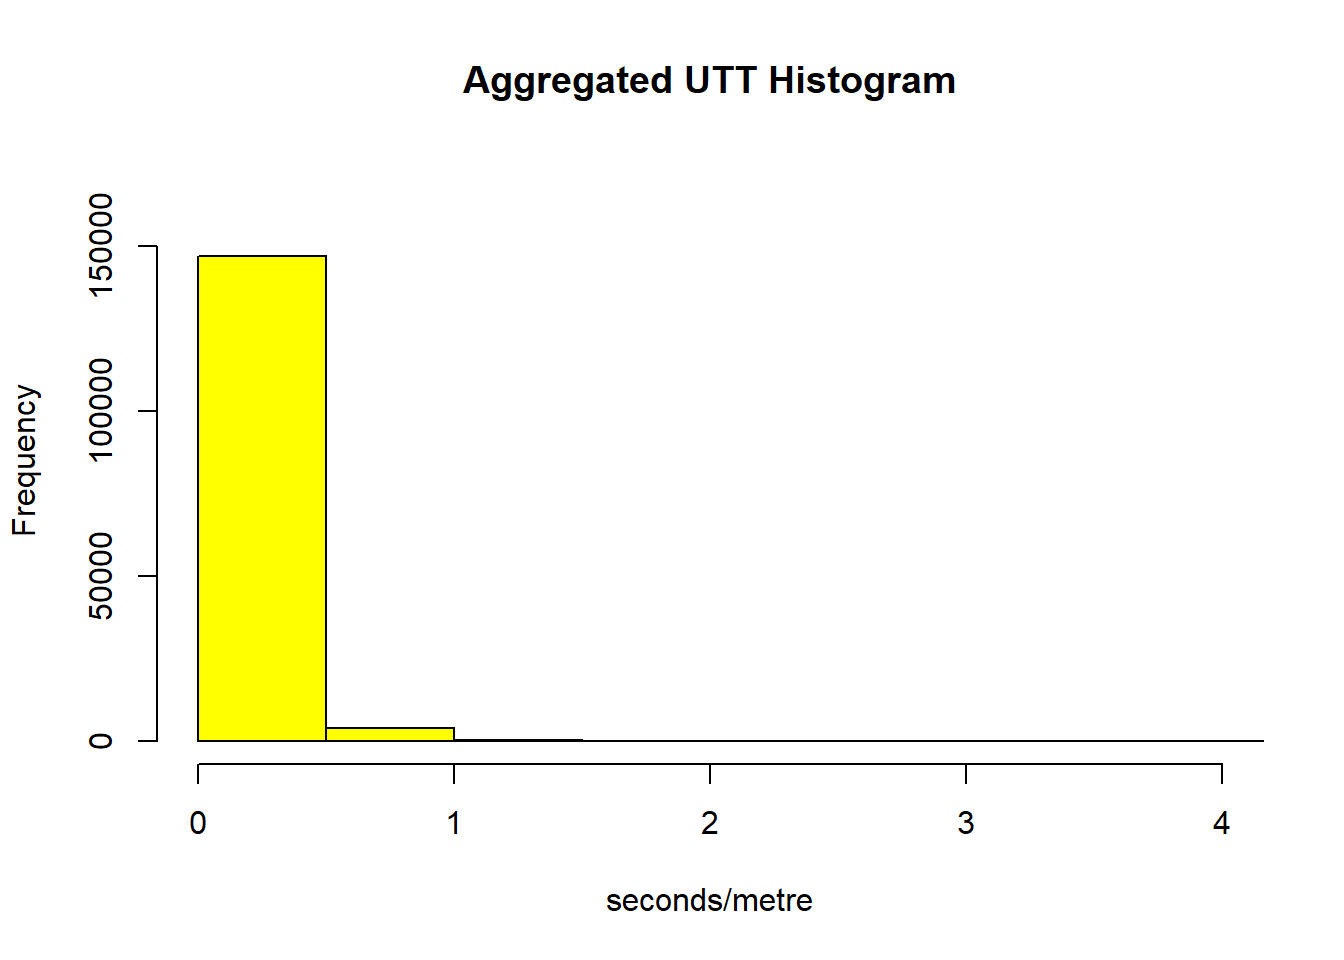 Aggregated UTT Histogram
Frequency
150000
100000
50000
0
0 1 2 3 4
seconds/metre